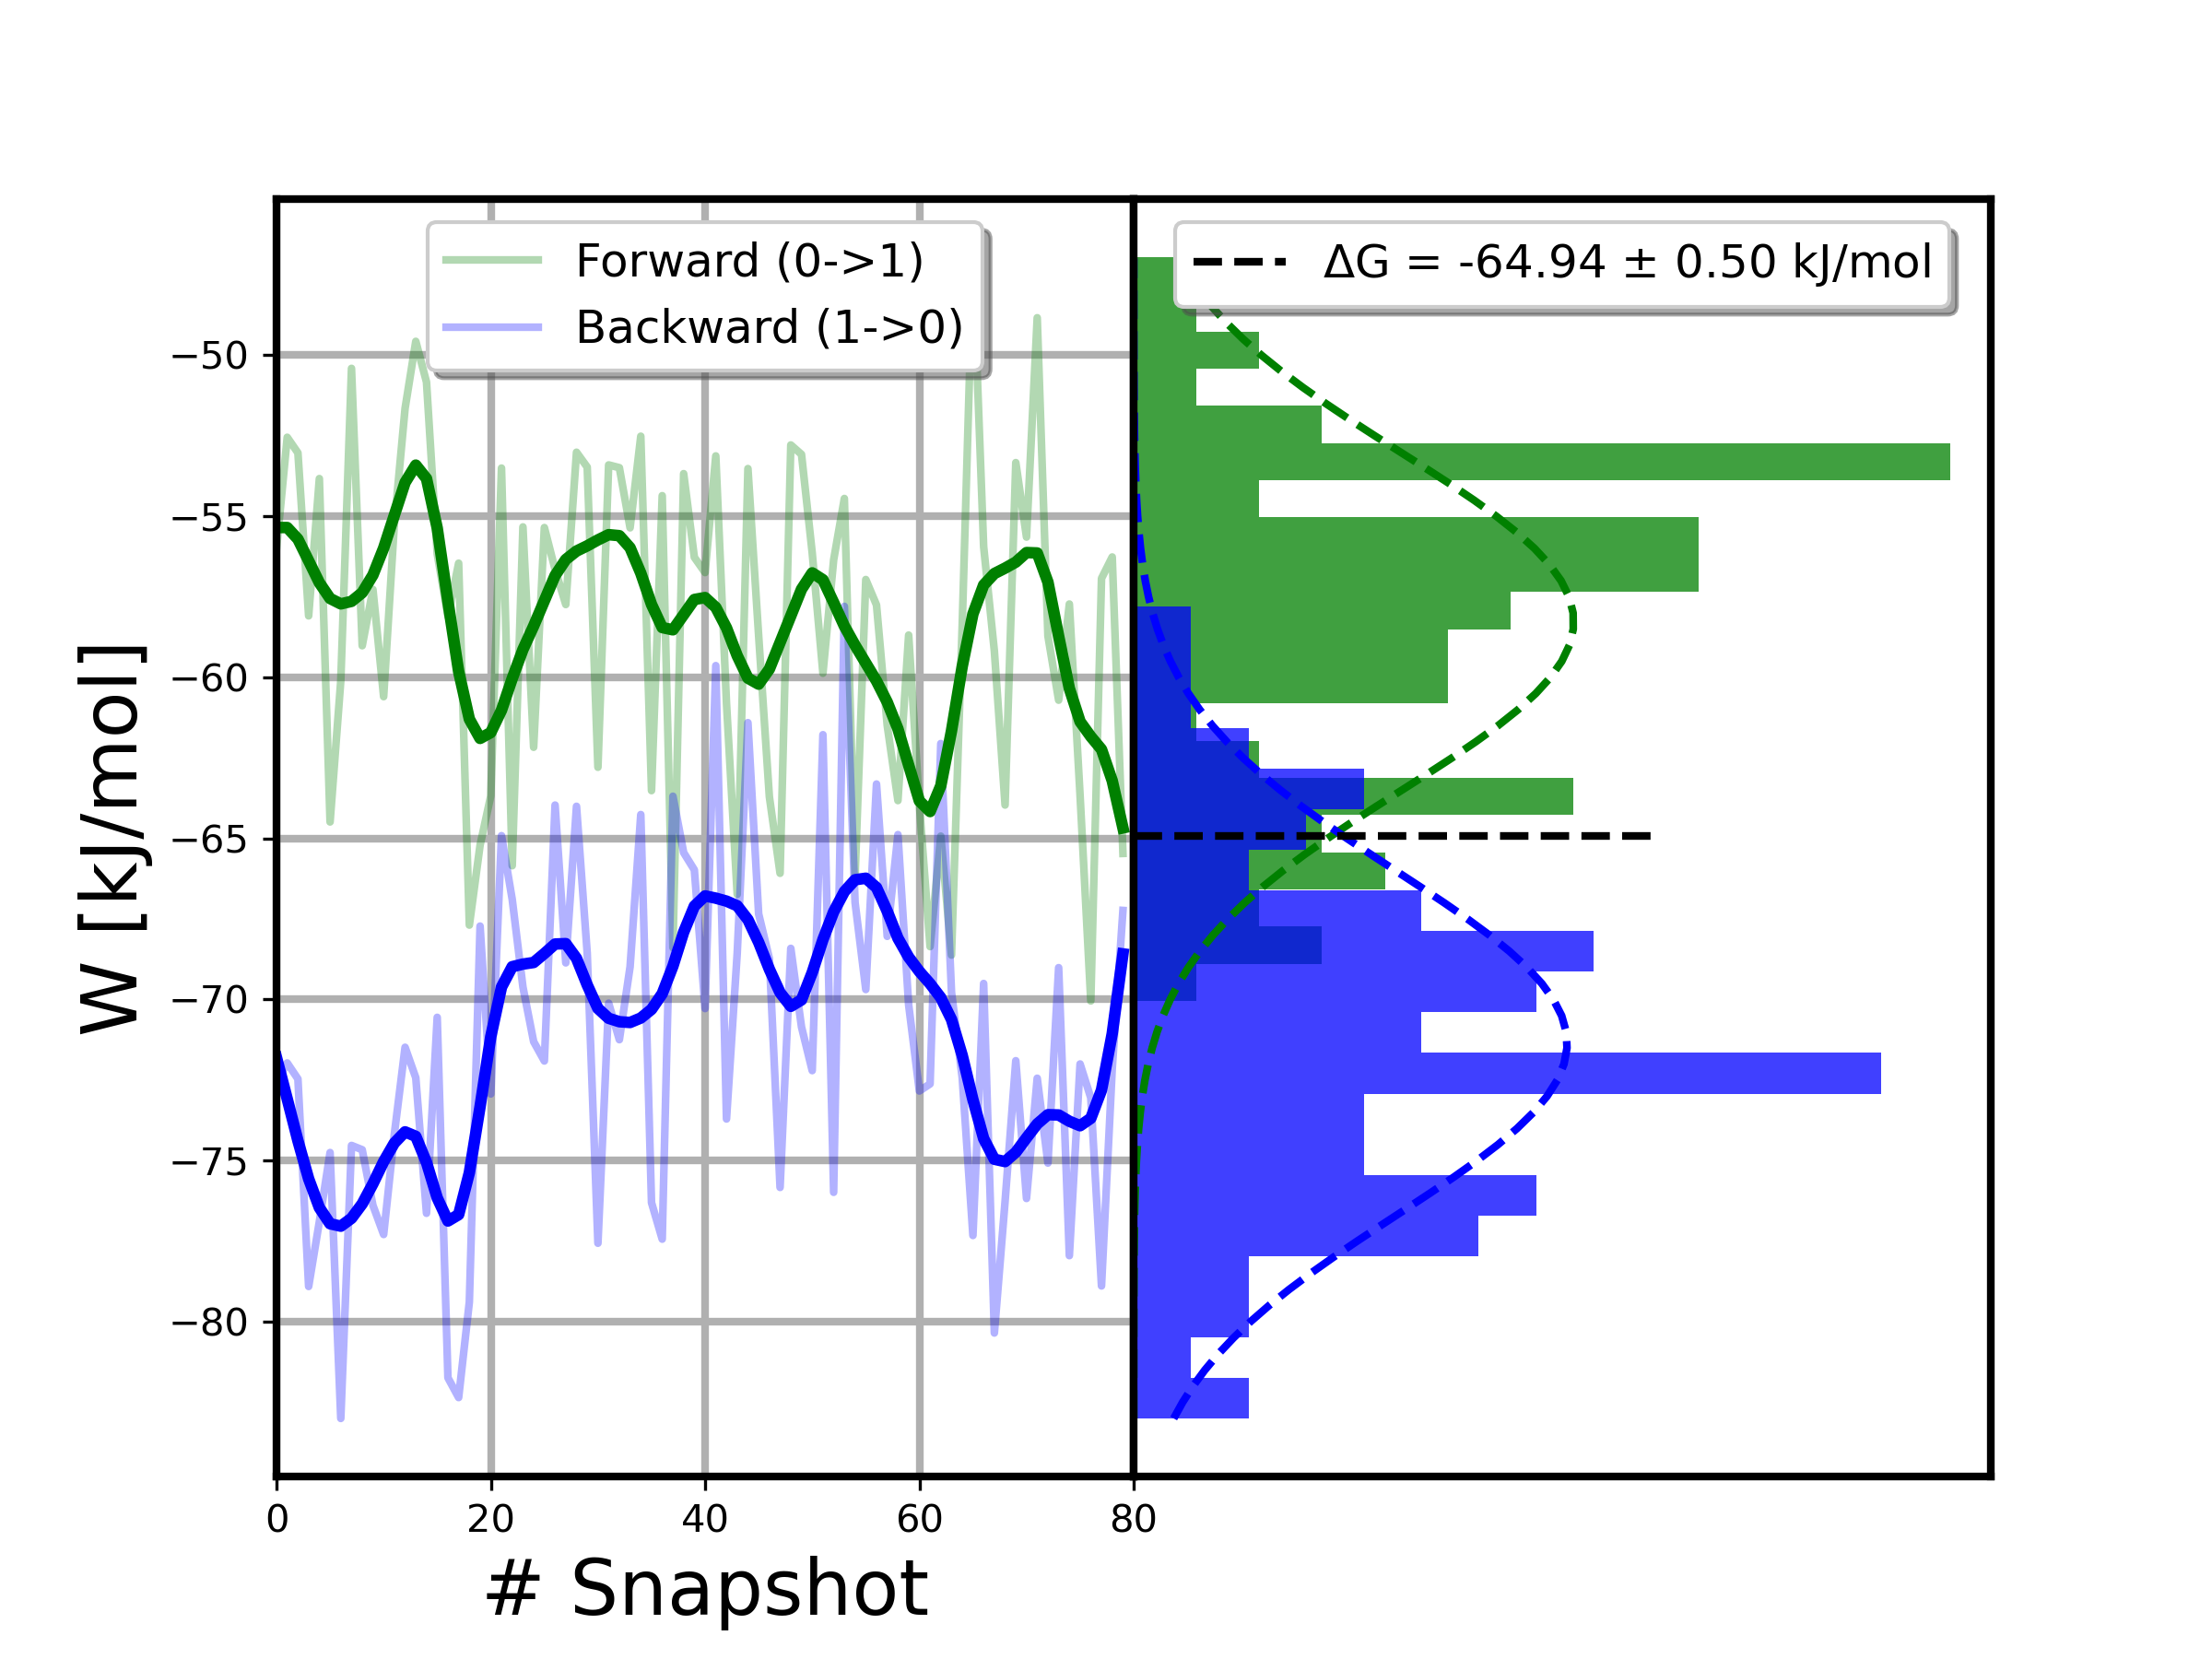 Forward (0->1)
Backward (1->0)
ΔG = -64.94 ± 0.50 kJ/mol
W [kJ/mol]
−50
−55
−60
−65
−70
−75
−80
0 20 40 60 80
# Snapshot